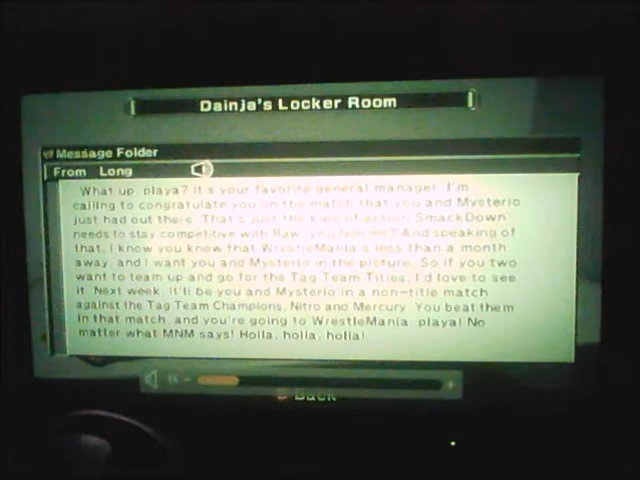 Dainja's Locker Room
Message Folder
From Long
What up, playa? It's your favorite general manager. I'm
calling to congratulate you on the match that you and Mysterio
just had out there. That's just the kind of action SmackDown
needs to stay competitive with Raw, you feel me? And speaking of
that, I know you know that WrestleMania's less than a month
away, and I want you and Mysterio in the picture. So if you two
want to team up and go for the Tag Team Titles, I'd love to see
it. Next week, it'll be you and Mysterio in a non-title match
against the Tag Team Champions, Nitro and Mercury. You beat them
in that match, and you're going to WrestleMania, playa! No
matter what MNM says! Holla, holla, holla!
Back